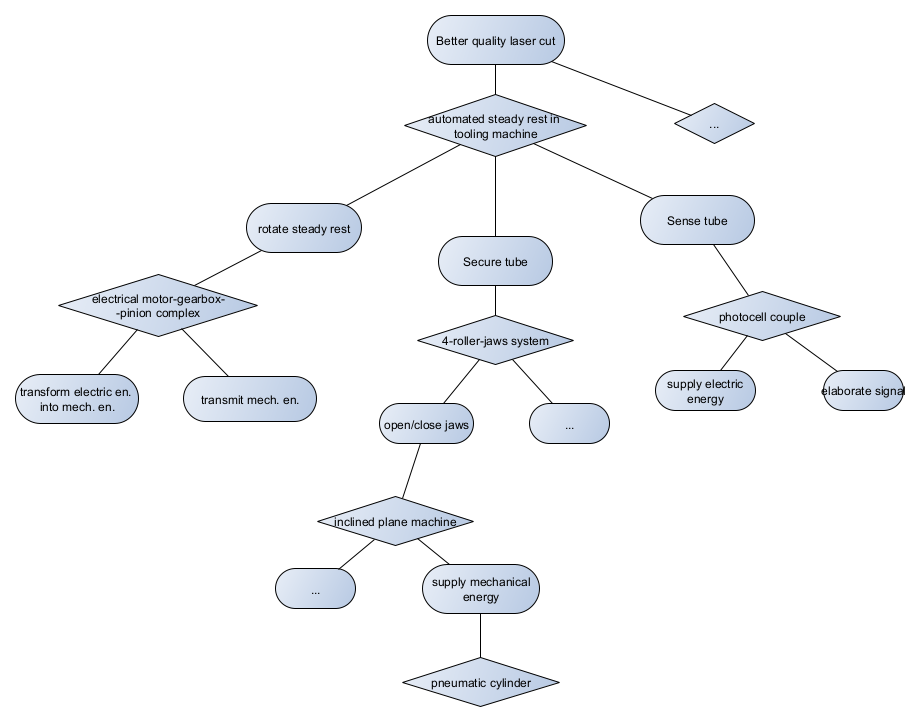 Better quality laser cut
automated steady rest in
tooling machine
...
rotate steady rest
Secure tube
Sense tube
electrical motor-gearbox-
-pinion complex
4-roller-jaws system
photocell couple
transform electric en.
into mech. en.
transmit mech. en.
open/close jaws
...
supply electric
energy
elaborate signal
inclined plane machine
...
supply mechanical
energy
pneumatic cylinder